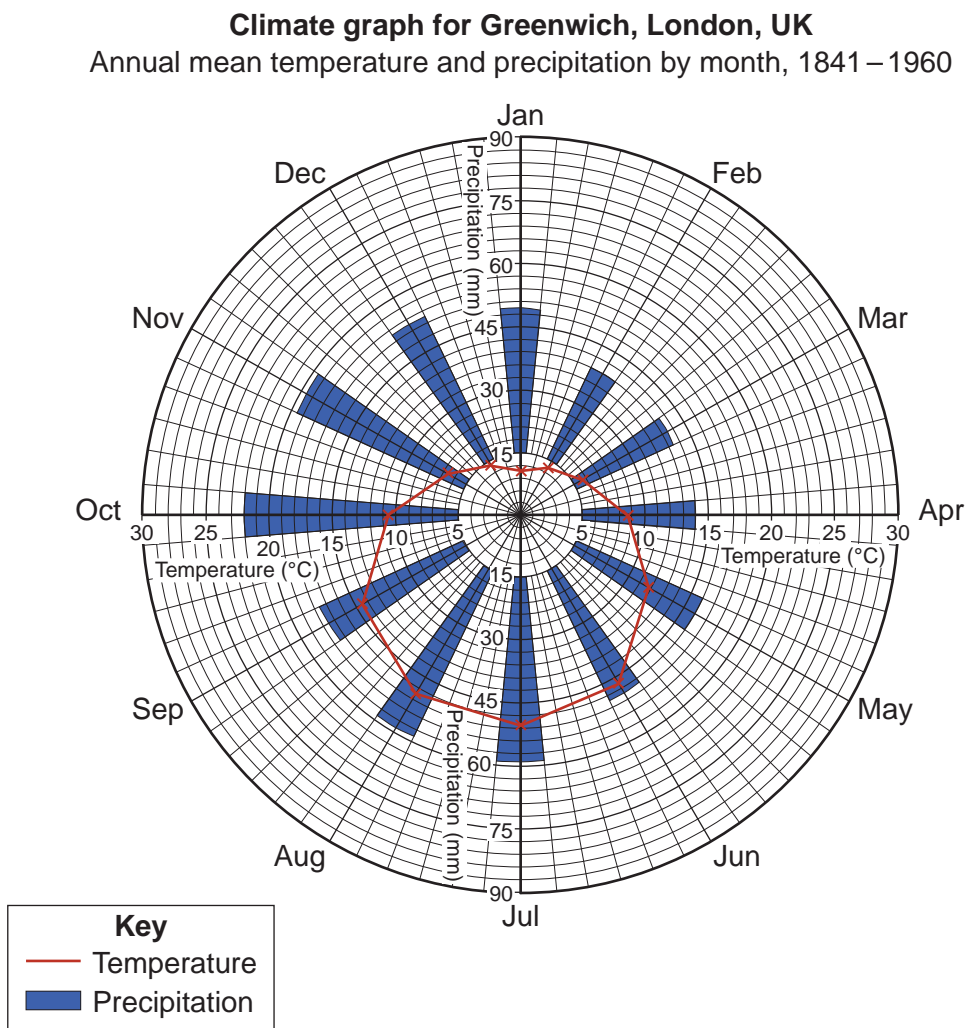 Climate graph for Greenwich, London, UK
Annual mean temperature and precipitation by month, 1841–1960
Jan
Feb
Mar
Apr
May
Jun
Jul
Aug
Sep
Oct
Nov
Dec
90
75
60
45
30
15
Precipitation (mm)
30
25
20
15
10
5
Temperature (°C)
5
10
15
20
25
30
Temperature (°C)
15
30
45
60
75
90
Precipitation (mm)
Key
Temperature
Precipitation